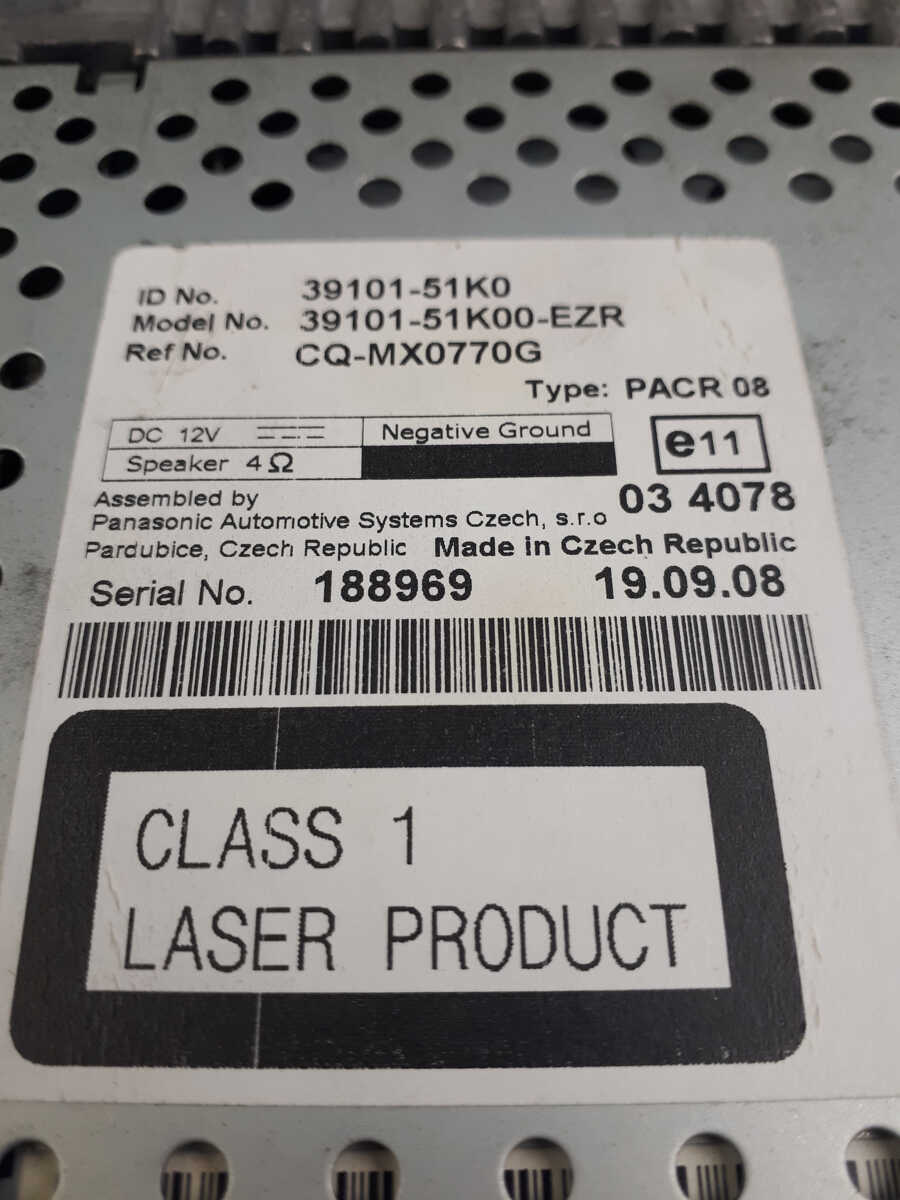 ID No. 39101-51K0
Model No. 39101-51K00-EZR
Ref No. CQ-MX0770G
Type: PACR 08
DC 12V Negative Ground
Speaker 4Ω
e11
Assembled by 03 4078
Panasonic Automotive Systems Czech, s.r.o
Pardubice, Czech Republic Made in Czech Republic
Serial No. 188969 19.09.08
CLASS 1
LASER PRODUCT